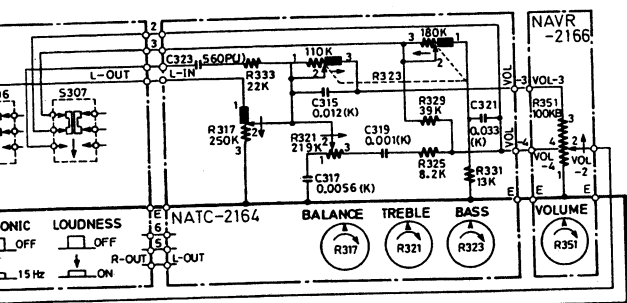 NAVR
-2166
2
3
180K
3
2
C323
560P(J)
110K
1
3
2
L-OUT
L-IN
R333
22K
R323
VOL
-3
VOL-3
06
S307
C315
0.012(K)
R329
39K
C321
0.033
(K)
R351
100KB
3
1
R317
250K
2
3
R321
219K
1
2
3
C319
0.001(K)
R325
8.2K
VOL
-4
VOL
-4
2
VOL
-2
1
C317
0.0056(K)
R331
13K
E
E
E
NATC-2164
BALANCE
TREBLE
BASS
VOLUME
ONIC
LOUDNESS
6
OFF
OFF
5
R317
R321
R323
R351
R-OUT
L-OUT
15Hz
ON